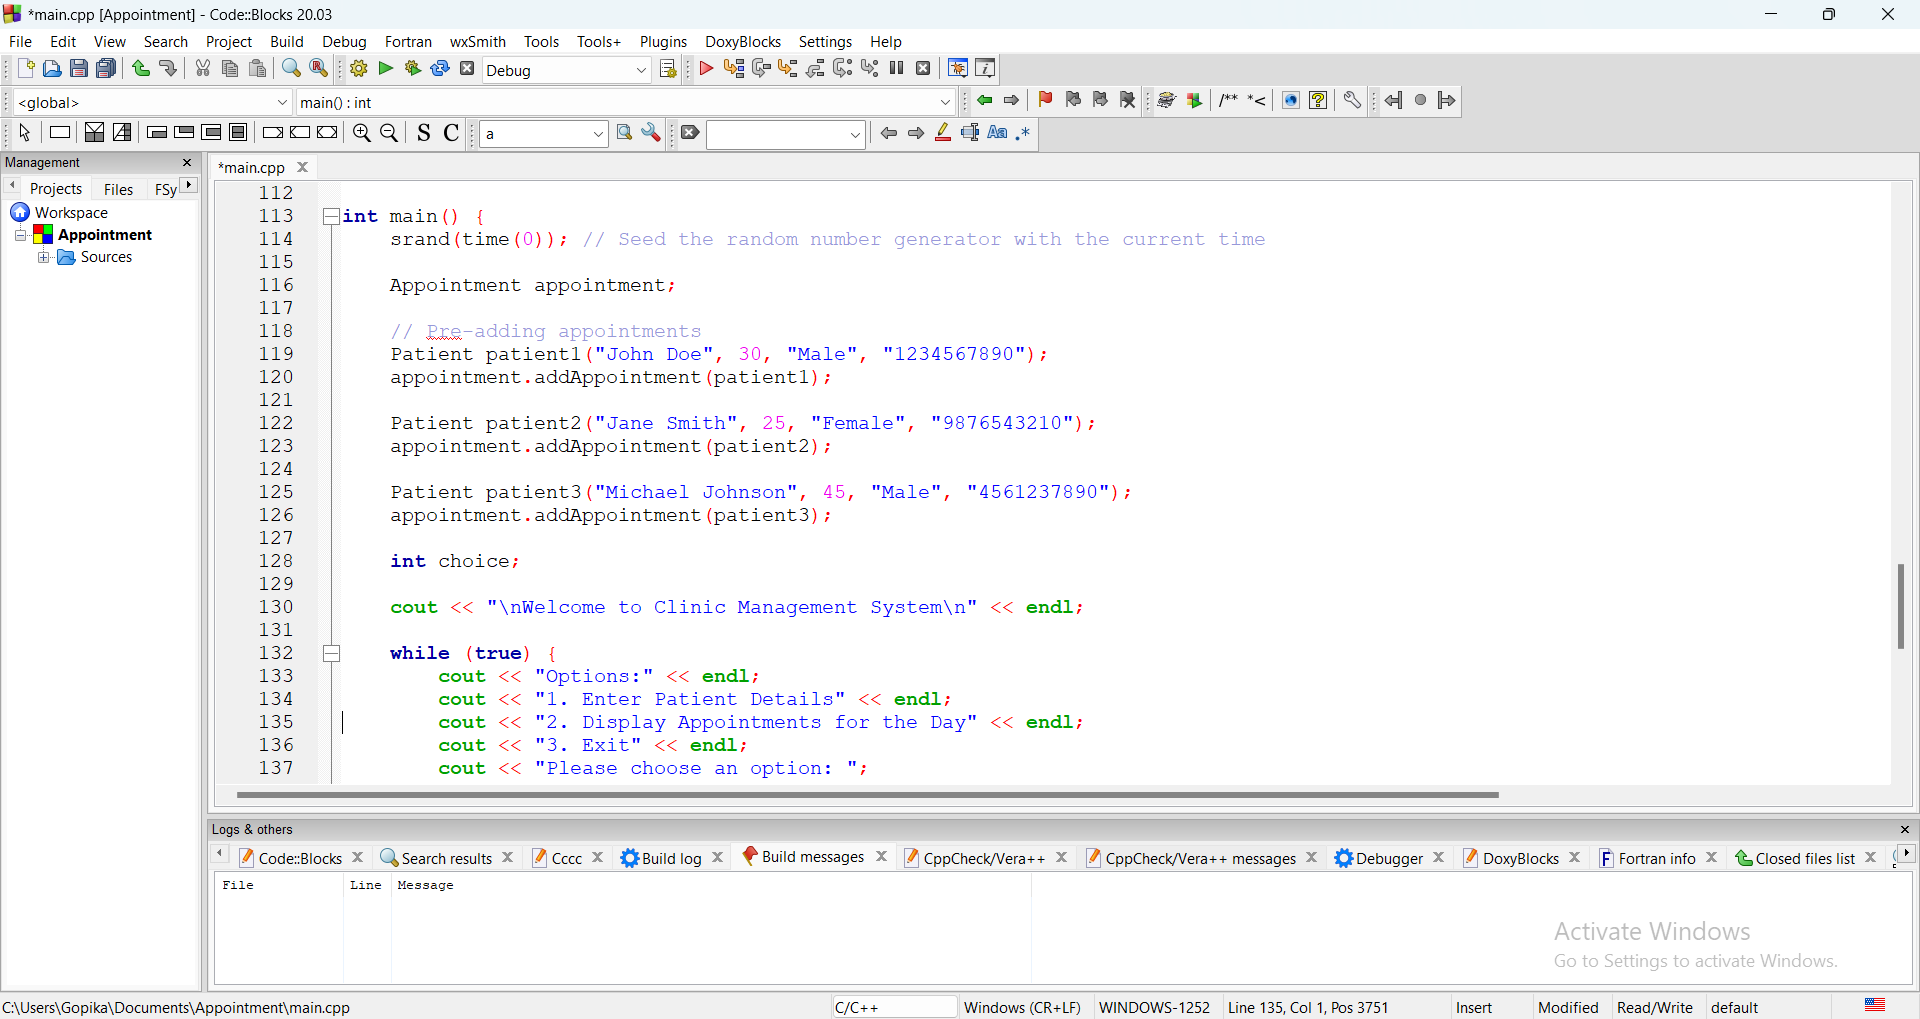 *main.cpp [Appointment] - Code::Blocks 20.03
File Edit View Search Project Build Debug Fortran wxSmith Tools Tools+ Plugins DoxyBlocks Settings Help
Debug
<global> main() : int /** *<
S C a Aa .*
Management
Projects Files FSy
Workspace
Appointment
Sources
*main.cpp
112
113 int main() {
114 srand(time(0)); // Seed the random number generator with the current time
115
116 Appointment appointment;
117
118 // Pre-adding appointments
119 Patient patient1("John Doe", 30, "Male", "1234567890");
120 appointment.addAppointment(patient1);
121
122 Patient patient2("Jane Smith", 25, "Female", "9876543210");
123 appointment.addAppointment(patient2);
124
125 Patient patient3("Michael Johnson", 45, "Male", "4561237890");
126 appointment.addAppointment(patient3);
127
128 int choice;
129
130 cout << "\nWelcome to Clinic Management System\n" << endl;
131
132 while (true) {
133 cout << "Options:" << endl;
134 cout << "1. Enter Patient Details" << endl;
135 cout << "2. Display Appointments for the Day" << endl;
136 cout << "3. Exit" << endl;
137 cout << "Please choose an option: ";
Logs & others
Code::Blocks Search results Cccc Build log Build messages CppCheck/Vera++ CppCheck/Vera++ messages Debugger DoxyBlocks Fortran info Closed files list
File Line Message
Activate Windows
Go to Settings to activate Windows.
C:\Users\Gopika\Documents\Appointment\main.cpp C/C++ Windows (CR+LF) WINDOWS-1252 Line 135, Col 1, Pos 3751 Insert Modified Read/Write default